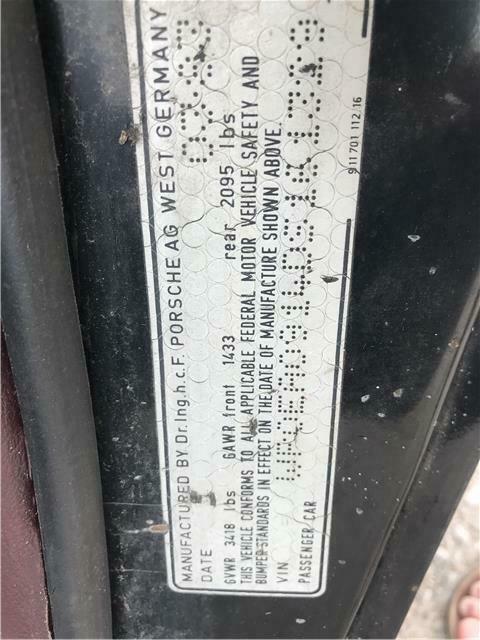 MANUFACTURED BY Dr.Ing.h.c.F. PORSCHE AG WEST GERMANY
DATE
GVWR 3418 lbs GAWR front 1433 rear 2095 lbs
THIS VEHICLE CONFORMS TO ALL APPLICABLE FEDERAL MOTOR VEHICLE SAFETY AND
BUMPER STANDARDS IN EFFECT ON THE DATE OF MANUFACTURE SHOWN ABOVE
VIN
PASSENGER CAR
911 701 112 16